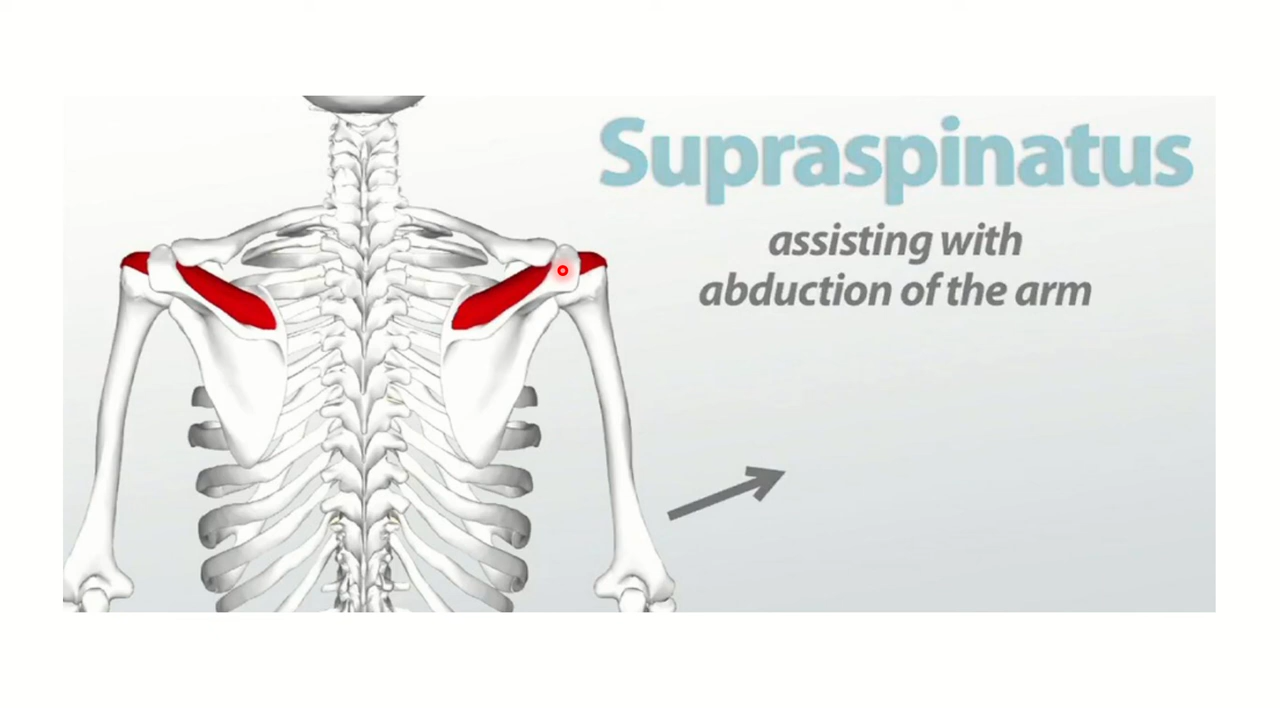 Supraspinatus
assisting with
abduction of the arm